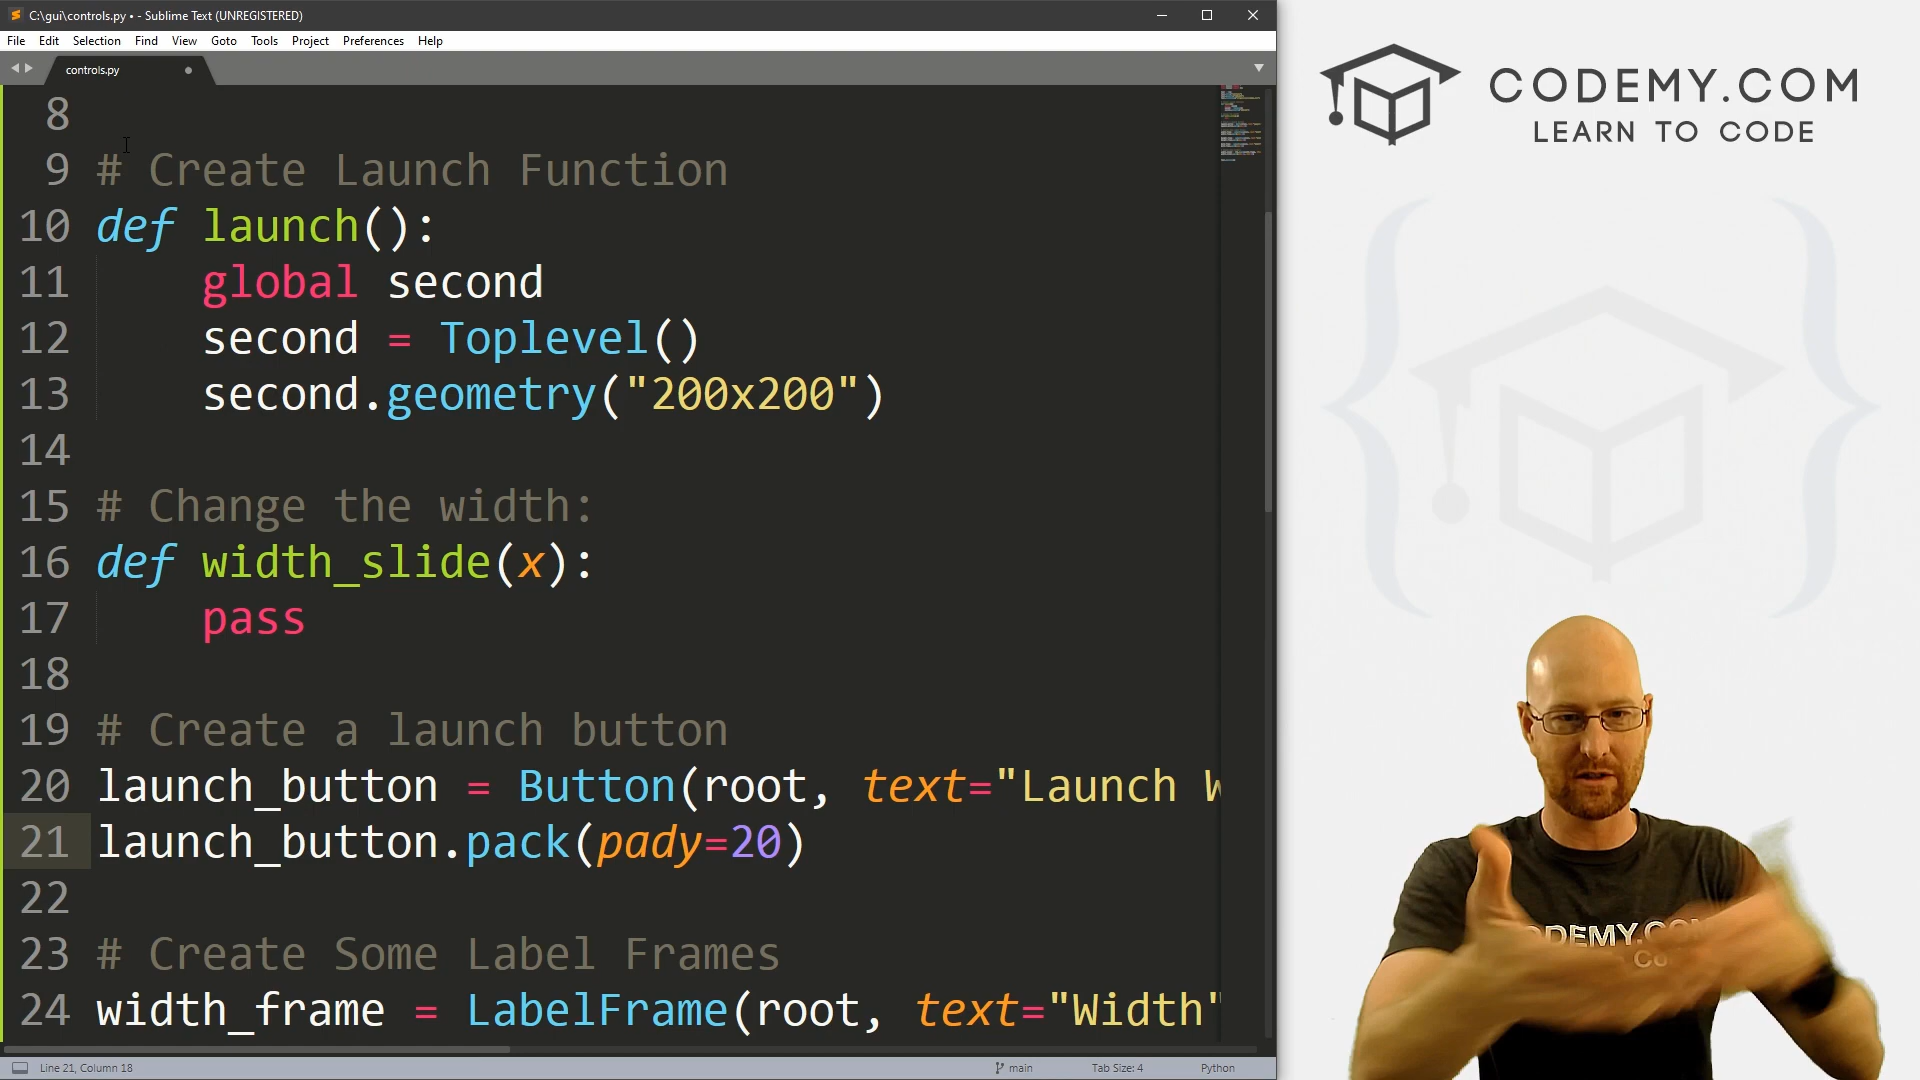 C:\gui\controls.py • - Sublime Text (UNREGISTERED)
File Edit Selection Find View Goto Tools Project Preferences Help
controls.py
8
9 # Create Launch Function
10 def launch():
11 global second
12 second = Toplevel()
13 second.geometry("200x200")
14
15 # Change the width:
16 def width_slide(x):
17 pass
18
19 # Create a launch button
20 launch_button = Button(root, text="Launch W
21 launch_button.pack(pady=20)
22
23 # Create Some Label Frames
24 width_frame = LabelFrame(root, text="Width"
Line 21, Column 18
main
Tab Size: 4
Python
CODEMY.COM
LEARN TO CODE
ODEMY.CO
Co